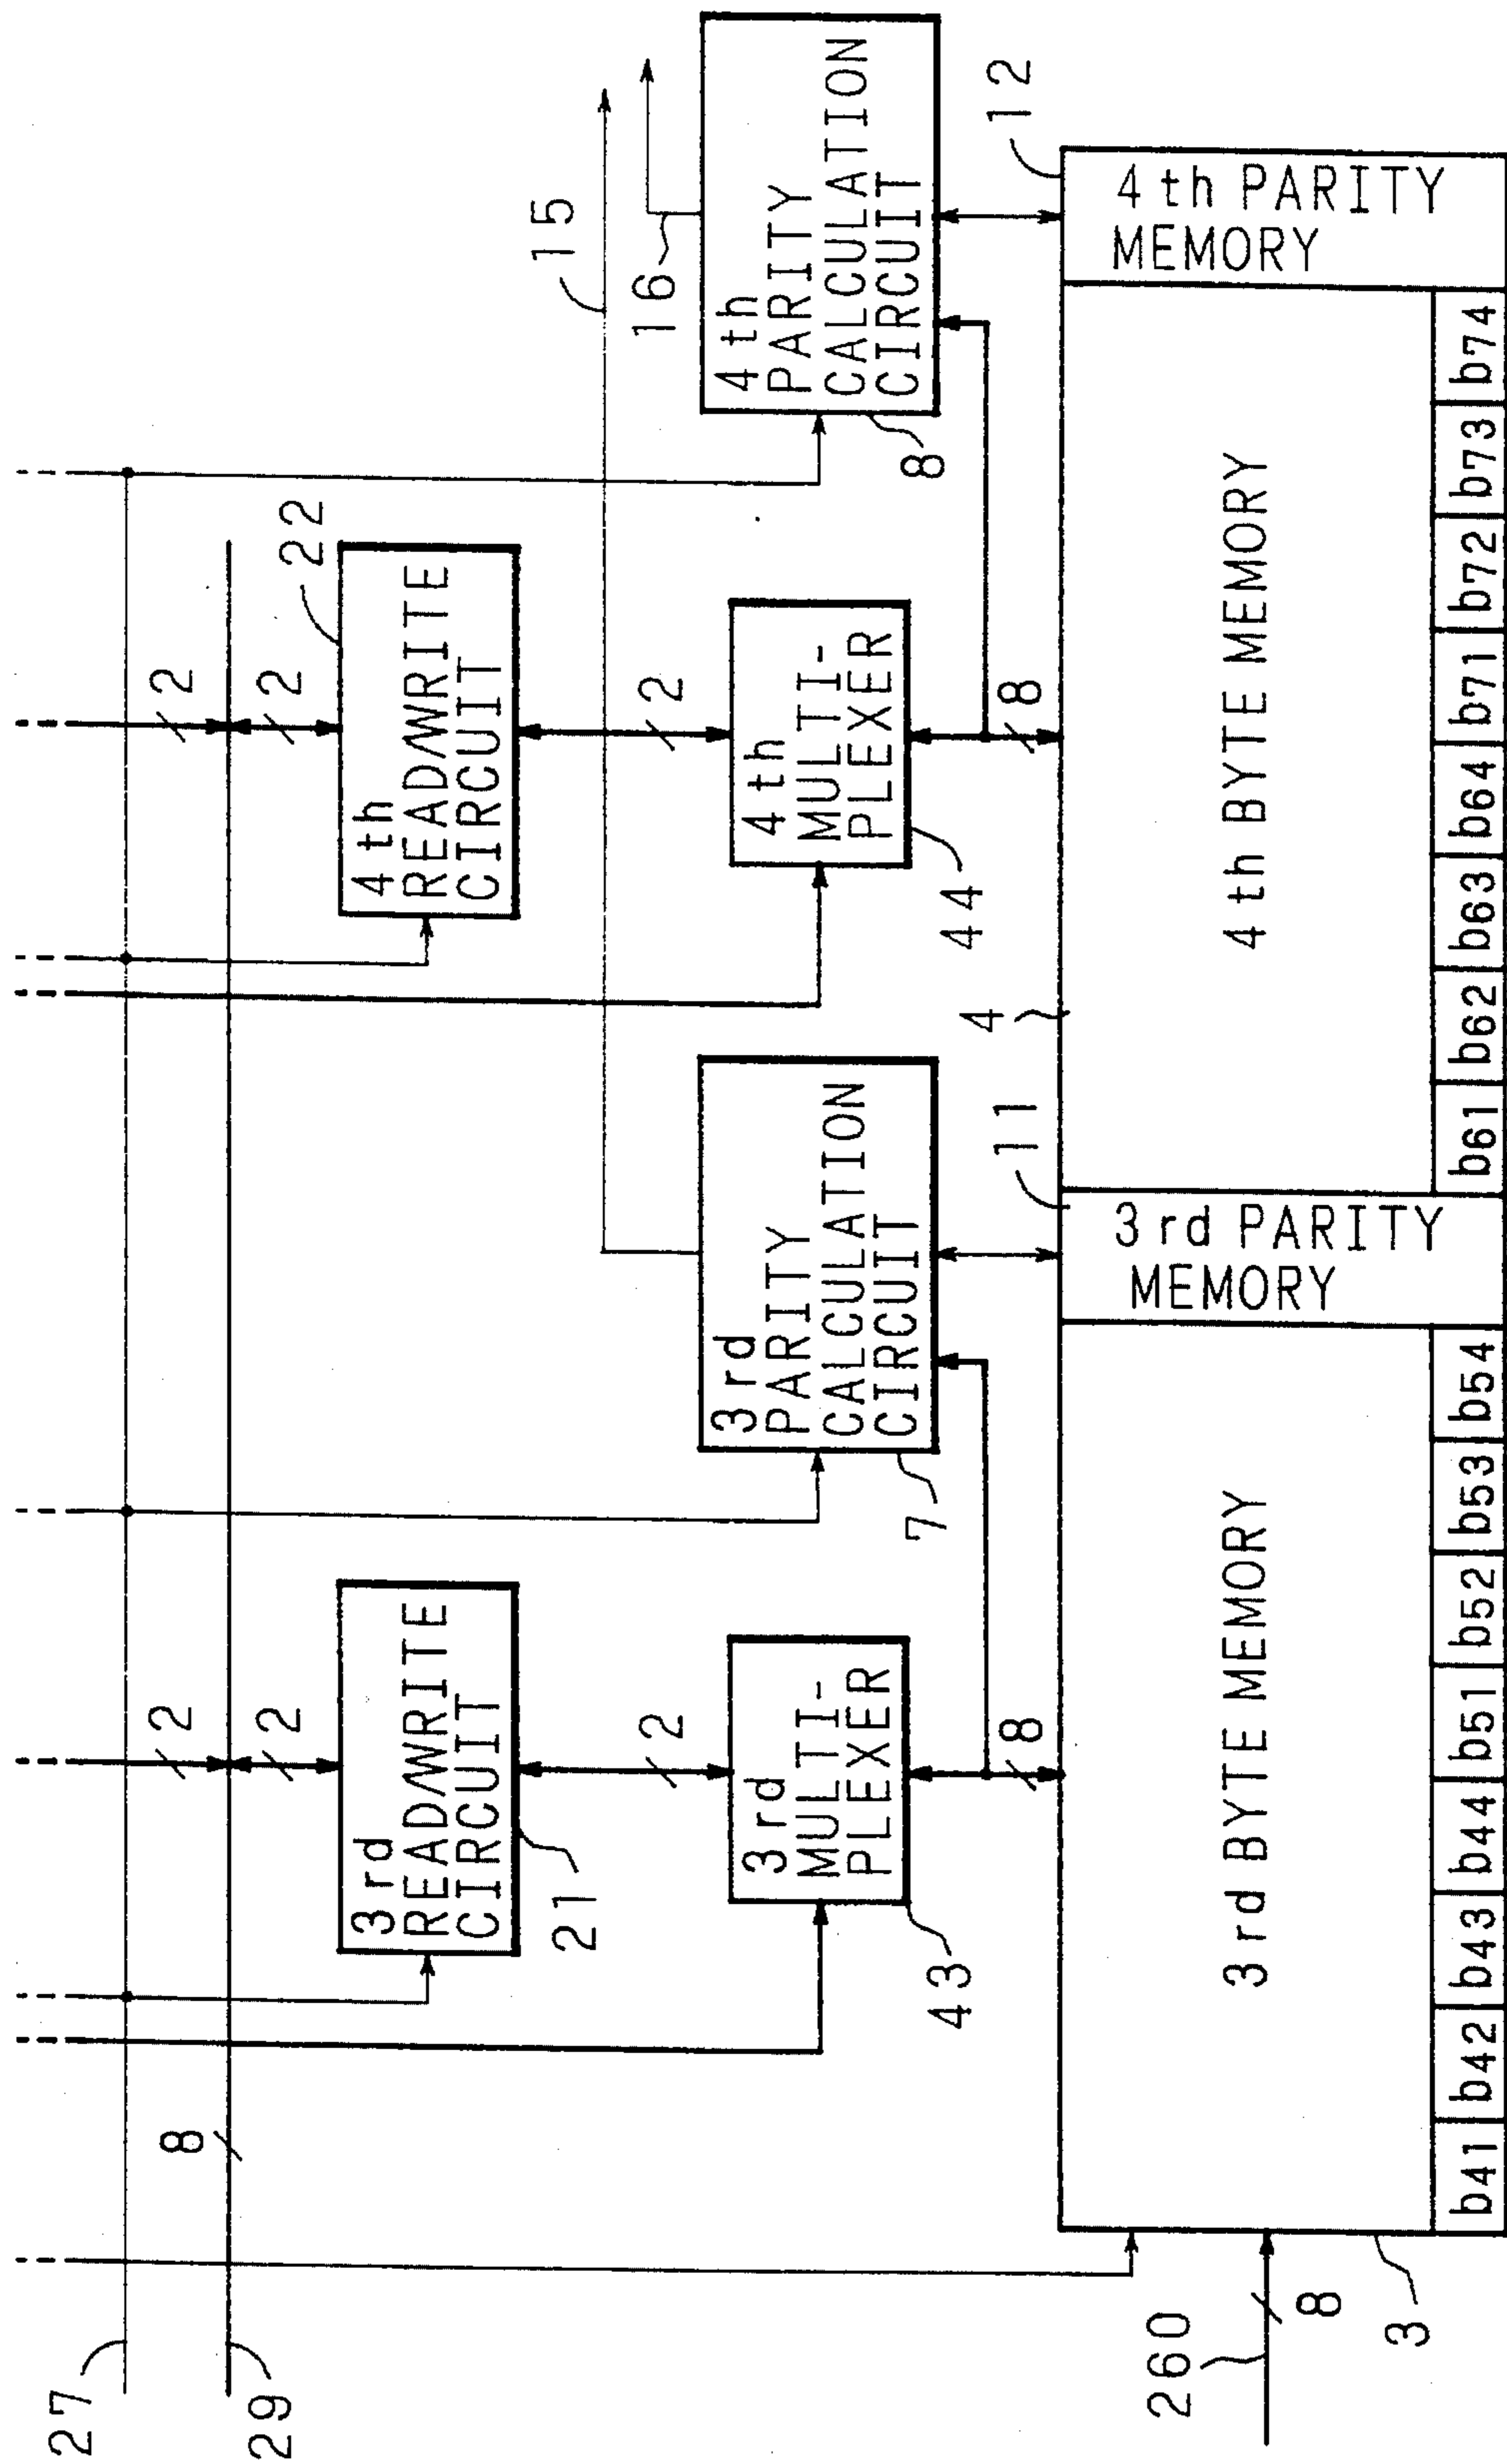 27
29
8
2
2
3rd
READ/WRITE
CIRCUIT
21
2
2
2
4th
READ/WRITE
CIRCUIT
22
2
15
16
3rd
MULTI-
PLEXER
43
3rd
PARITY
CALCULATION
CIRCUIT
7
4th
MULTI-
PLEXER
44
4th
PARITY
CALCULATION
CIRCUIT
8
8
11
4
8
12
260
8
3
3rd BYTE MEMORY
3rd PARITY
MEMORY
4th BYTE MEMORY
4th PARITY
MEMORY
b41 b42 b43 b44 b51 b52 b53 b54
b61 b62 b63 b64 b71 b72 b73 b74